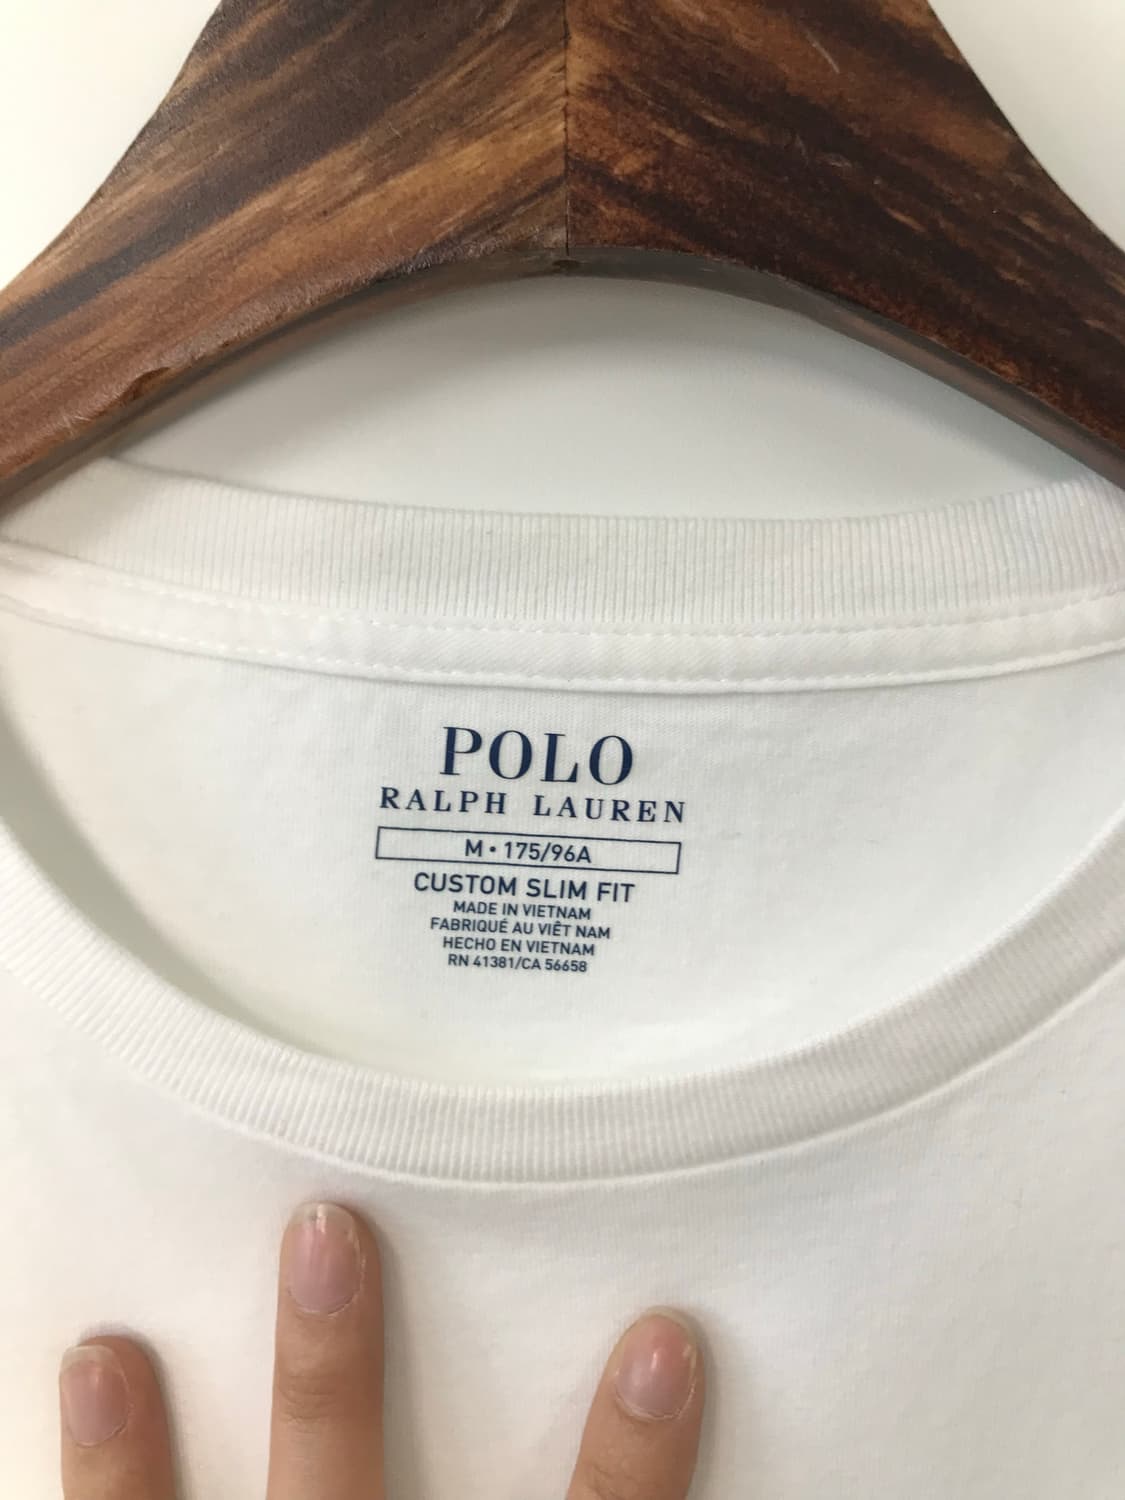 POLO
RALPH LAUREN
M • 175/96A
CUSTOM SLIM FIT
MADE IN VIETNAM
FABRIQUÉ AU VIÊT NAM
HECHO EN VIETNAM
RN 41381/CA 56658